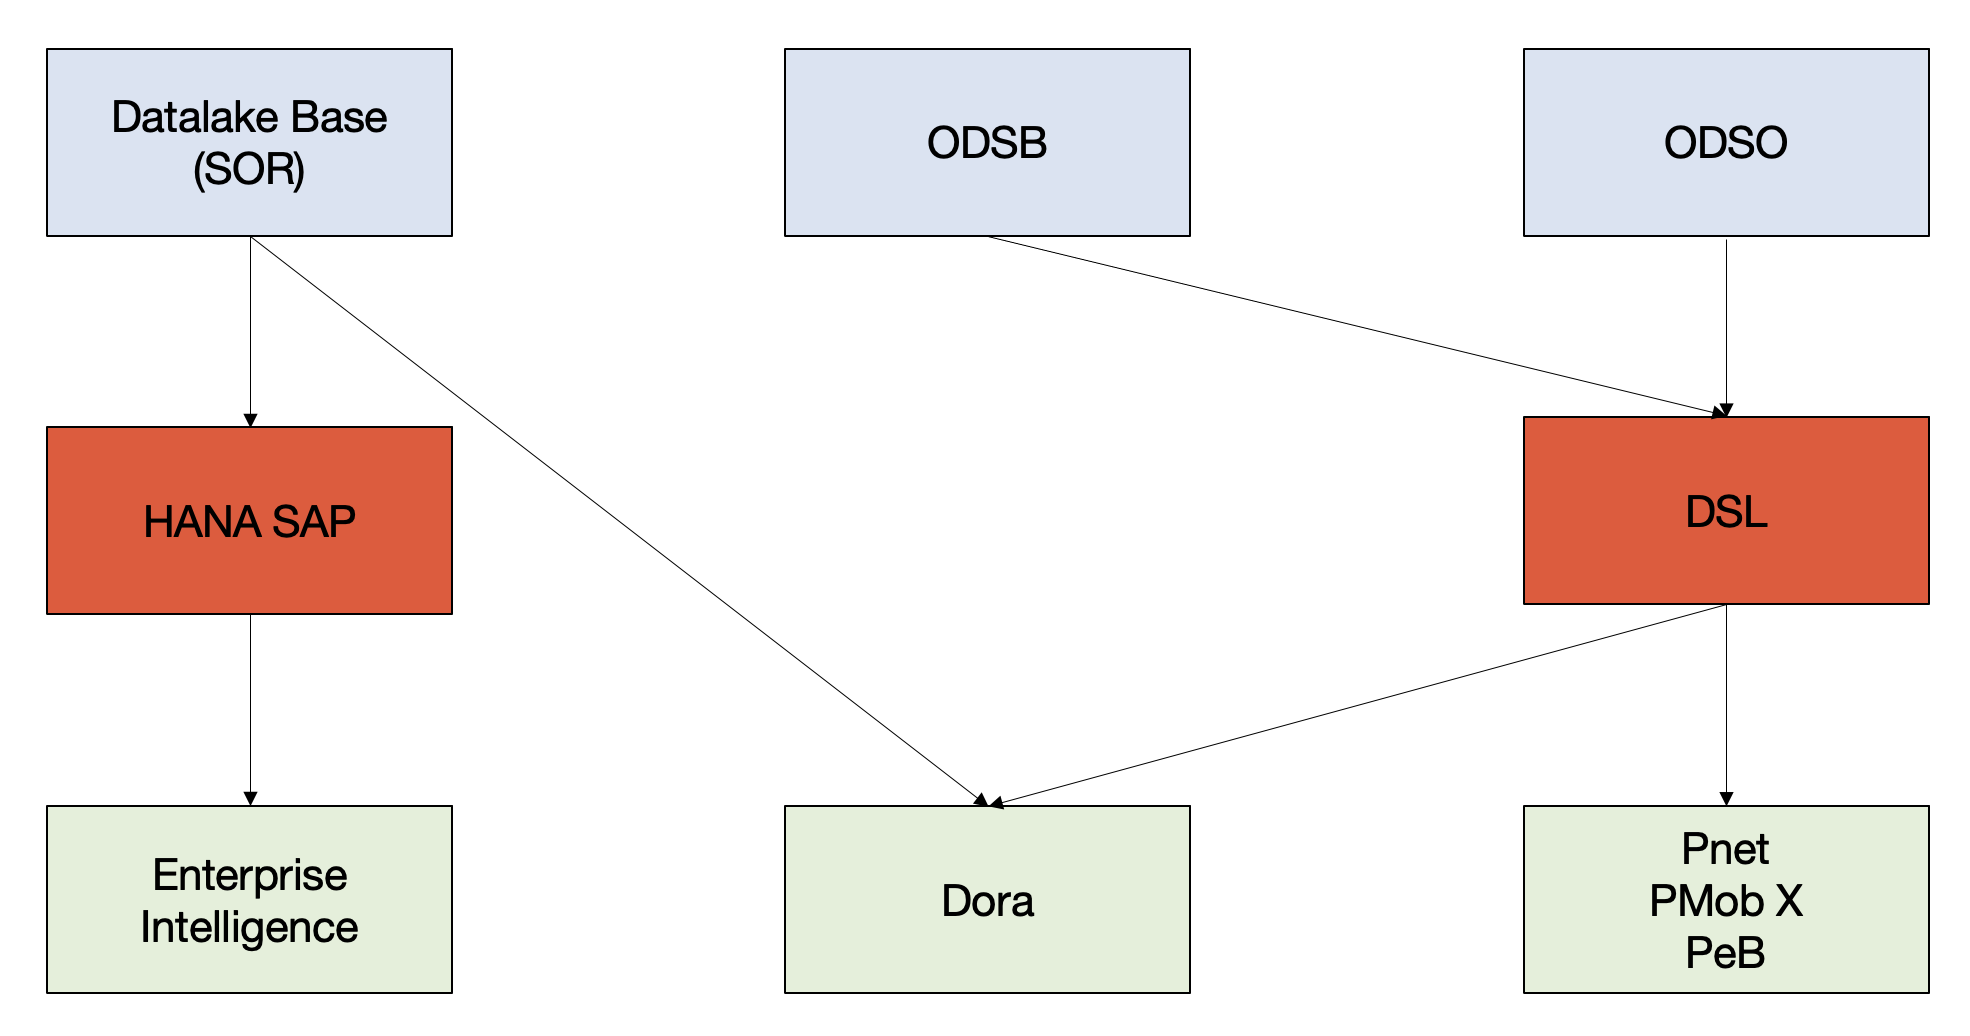 Datalake Base
(SOR)
ODSB
ODSO
HANA SAP
DSL
Enterprise
Intelligence
Dora
Pnet
PMob X
PeB